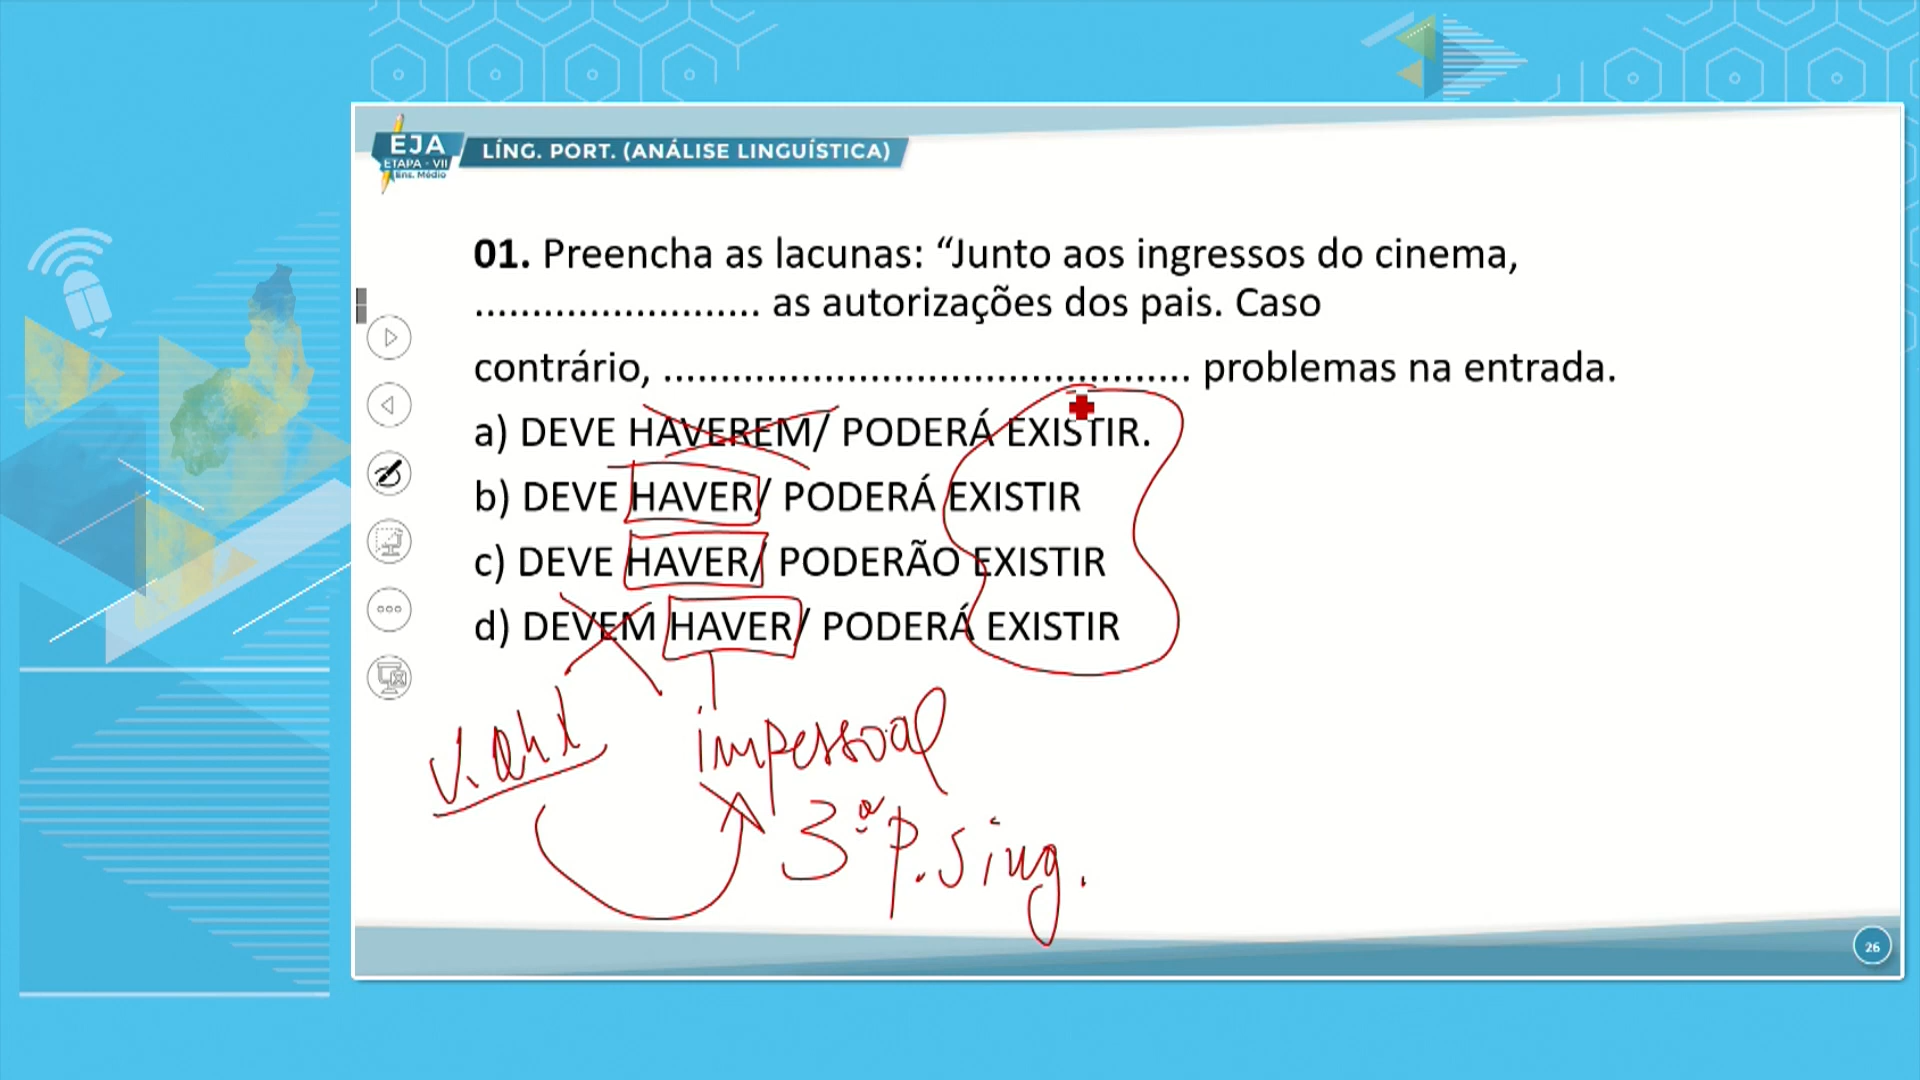 EJA
ETAPA - VII
Ens. Médio
LÍNG. PORT. (ANÁLISE LINGUÍSTICA)
01. Preencha as lacunas: “Junto aos ingressos do cinema,
......................... as autorizações dos pais. Caso
contrário, .............................................. problemas na entrada.
a) DEVE HAVEREM/ PODERÁ EXISTIR.
b) DEVE HAVER/ PODERÁ EXISTIR
c) DEVE HAVER/ PODERÃO EXISTIR
d) DEVEM HAVER/ PODERÁ EXISTIR
impessoal
3ª P. Sing.
26